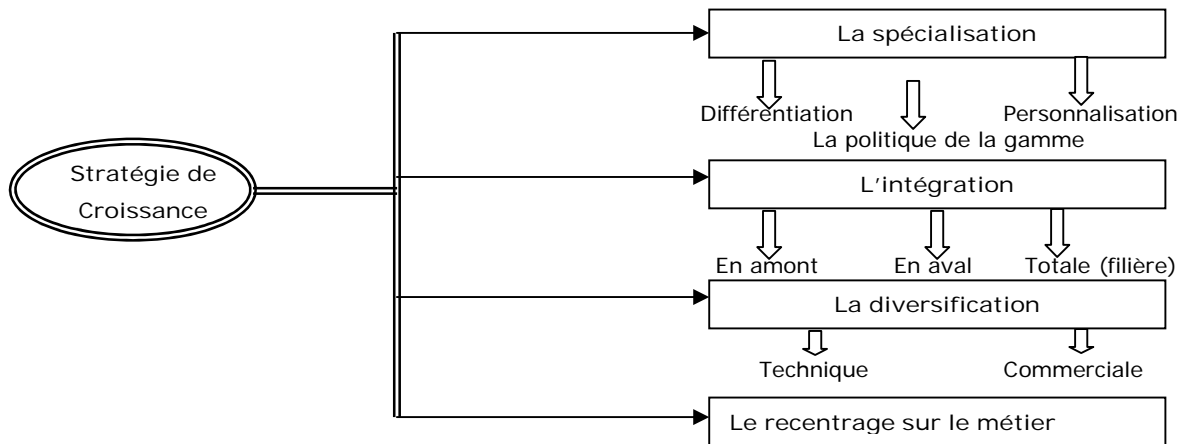 La spécialisation
Différentiation
Personnalisation
La politique de la gamme
Stratégie de
Croissance
L'intégration
En amont
En aval
Totale (filière)
La diversification
Technique
Commerciale
Le recentrage sur le métier